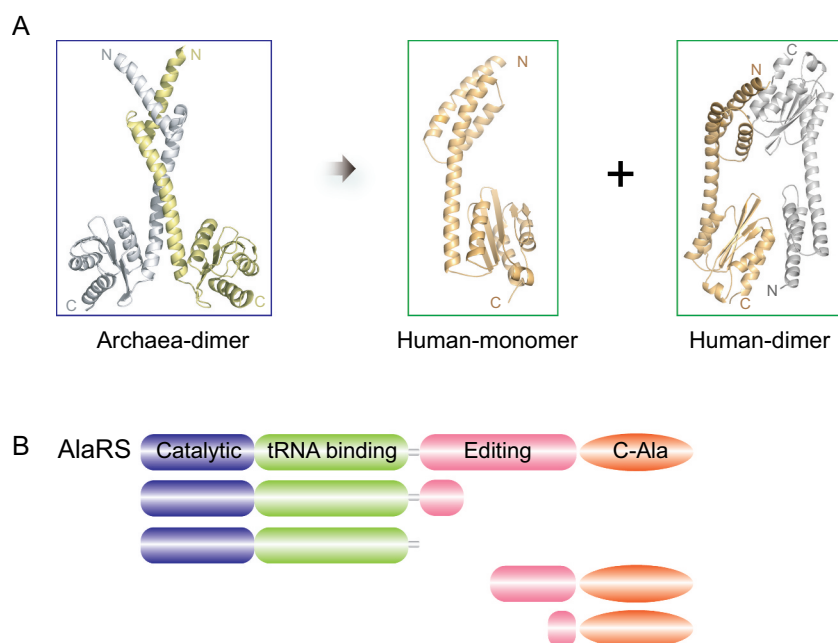 A
N N
C C
Archaea-dimer
N
C
Human-monomer
+
C
N
N
C
Human-dimer
B
AlaRS Catalytic tRNA binding Editing C-Ala